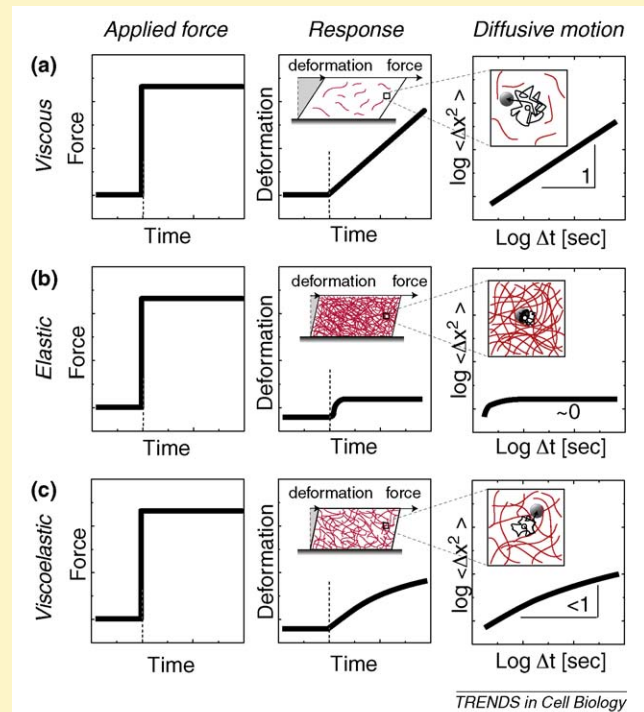 Applied force Response Diffusive motion
(a)
Viscous
Force
Time
Deformation
deformation force
Time
log <Δx² >
1
Log Δt [sec]
(b)
Elastic
Force
Time
Deformation
deformation force
Time
log <Δx² >
~0
Log Δt [sec]
(c)
Viscoelastic
Force
Time
Deformation
deformation force
Time
log <Δx² >
<1
Log Δt [sec]
TRENDS in Cell Biology